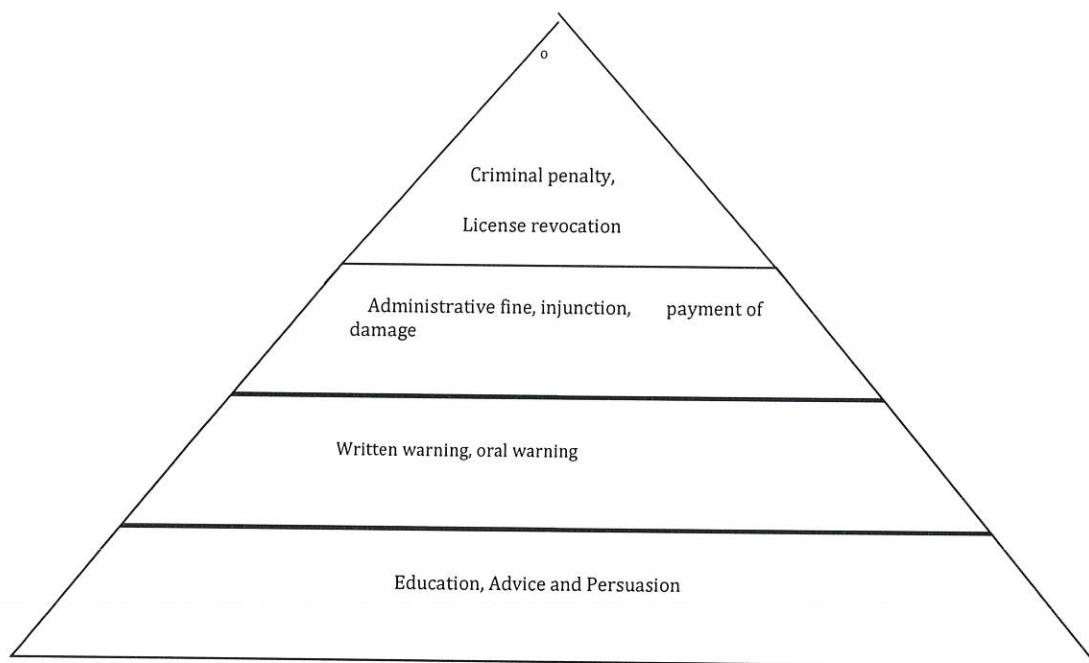 o
Criminal penalty,
License revocation
Administrative fine, injunction, payment of
damage
Written warning, oral warning
Education, Advice and Persuasion